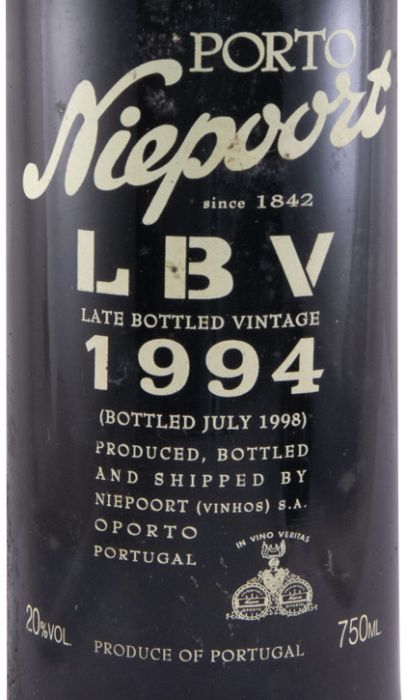 PORTO
Niepoort
since 1842
LBV
LATE BOTTLED VINTAGE
1994
(BOTTLED JULY 1998)
PRODUCED, BOTTLED
AND SHIPPED BY
NIEPOORT (VINHOS) S.A.
OPORTO
PORTUGAL
IN VINO VERITAS
20%VOL.
750ML
PRODUCE OF PORTUGAL